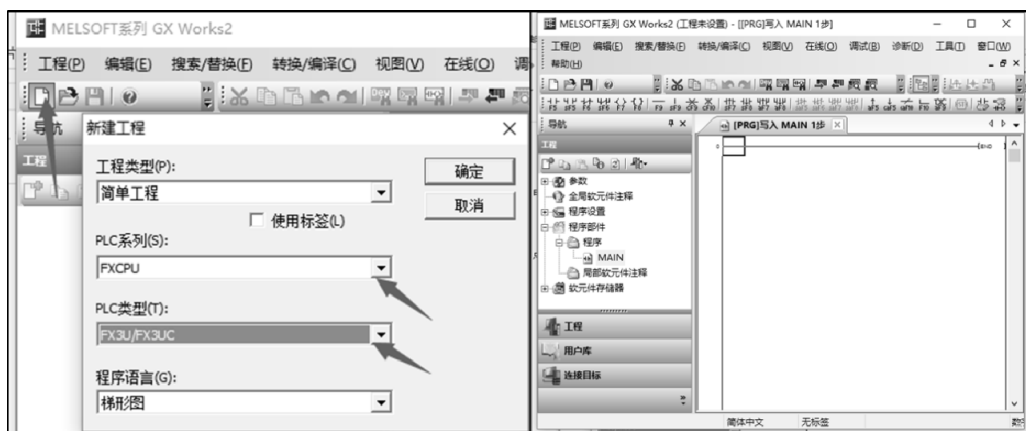 MELSOFT系列 GX Works2
工程(P) 编辑(E) 搜索/替换(F) 转换/编译(C) 视图(V) 在线(O) 调
导航
工程
新建工程
工程类型(P):
简单工程
使用标签(L)
PLC系列(S):
FXCPU
PLC类型(T):
FX3U/FX3UC
程序语言(G):
梯形图
确定
取消
MELSOFT系列 GX Works2 (工程未设置) - [[PRG]写入 MAIN 1步]
工程(P) 编辑(E) 搜索/替换(F) 转换/编译(C) 视图(V) 在线(O) 调试(B) 诊断(D) 工具(T) 窗口(W)
帮助(H)
导航
工程
参数
全局软元件注释
程序设置
程序部件
程序
MAIN
局部软元件注释
软元件存储器
工程
用户库
连接目标
[PRG]写入 MAIN 1步
0
简体中文 无标签